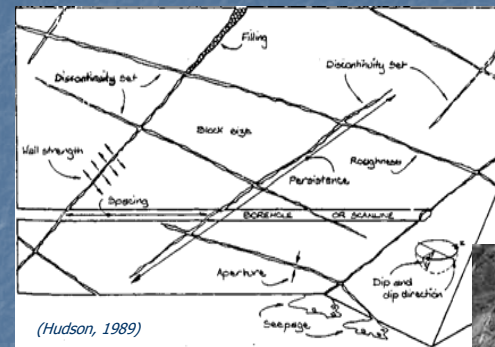 Filling
Discontinuity set
Discontinuity set
Block size
Wall strength
Roughness
Persistence
Spacing
BOREHOLE OR SCANLINE
Aperture
Dip and
dip direction
Seepage
(Hudson, 1989)